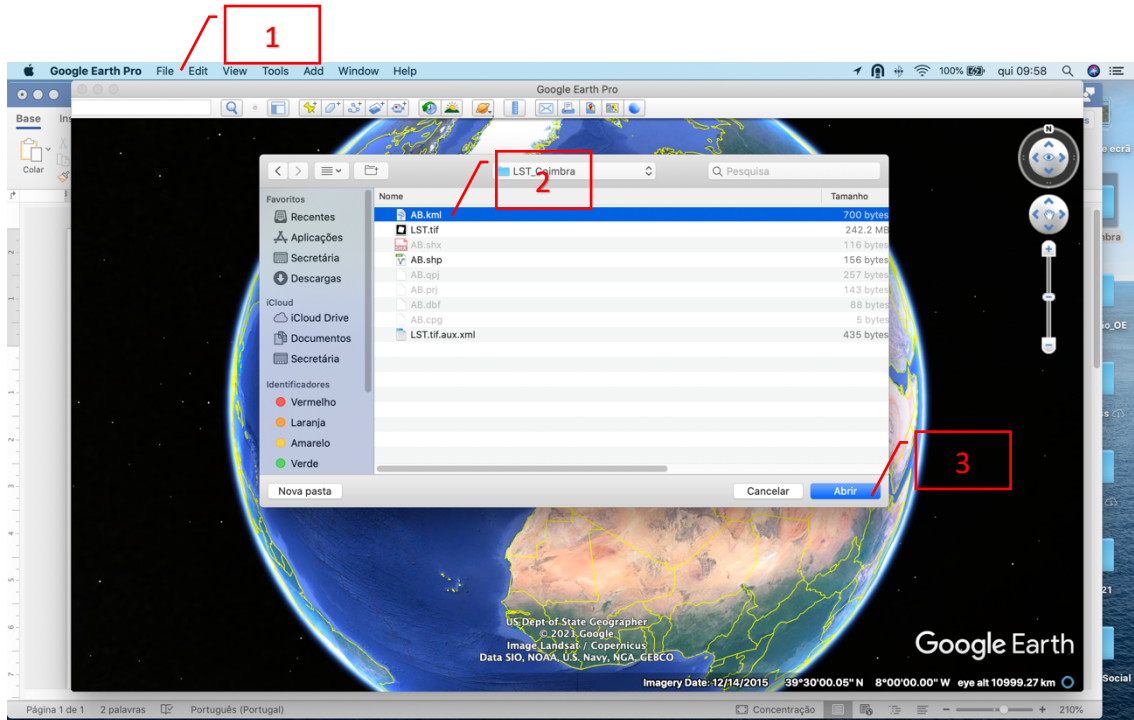 1
Google Earth Pro File Edit View Tools Add Window Help 100% qui 09:58
Google Earth Pro
Base
Colar
LST_Coimbra
Pesquisa
2
Favoritos
Recentes
Aplicações
Secretária
Descargas
iCloud
iCloud Drive
Documentos
Secretária
Identificadores
Vermelho
Laranja
Amarelo
Verde
Nome Tamanho
AB.kml 700 bytes
LST.tif 242.2 MB
AB.shx 116 bytes
AB.shp 156 bytes
AB.qpj 257 bytes
AB.prj 143 bytes
AB.dbf 88 bytes
AB.cpg 5 bytes
LST.tif.aux.xml 435 bytes
3
Nova pasta Cancelar Abrir
N
US Dept of State Geographer
© 2021 Google
Image Landsat / Copernicus
Data SIO, NOAA, U.S. Navy, NGA, GEBCO
Google Earth
Imagery Date: 12/14/2015 39°30'00.05" N 8°00'00.00" W eye alt 10999.27 km
Social
Página 1 de 1 2 palavras Português (Portugal) Concentração 210%